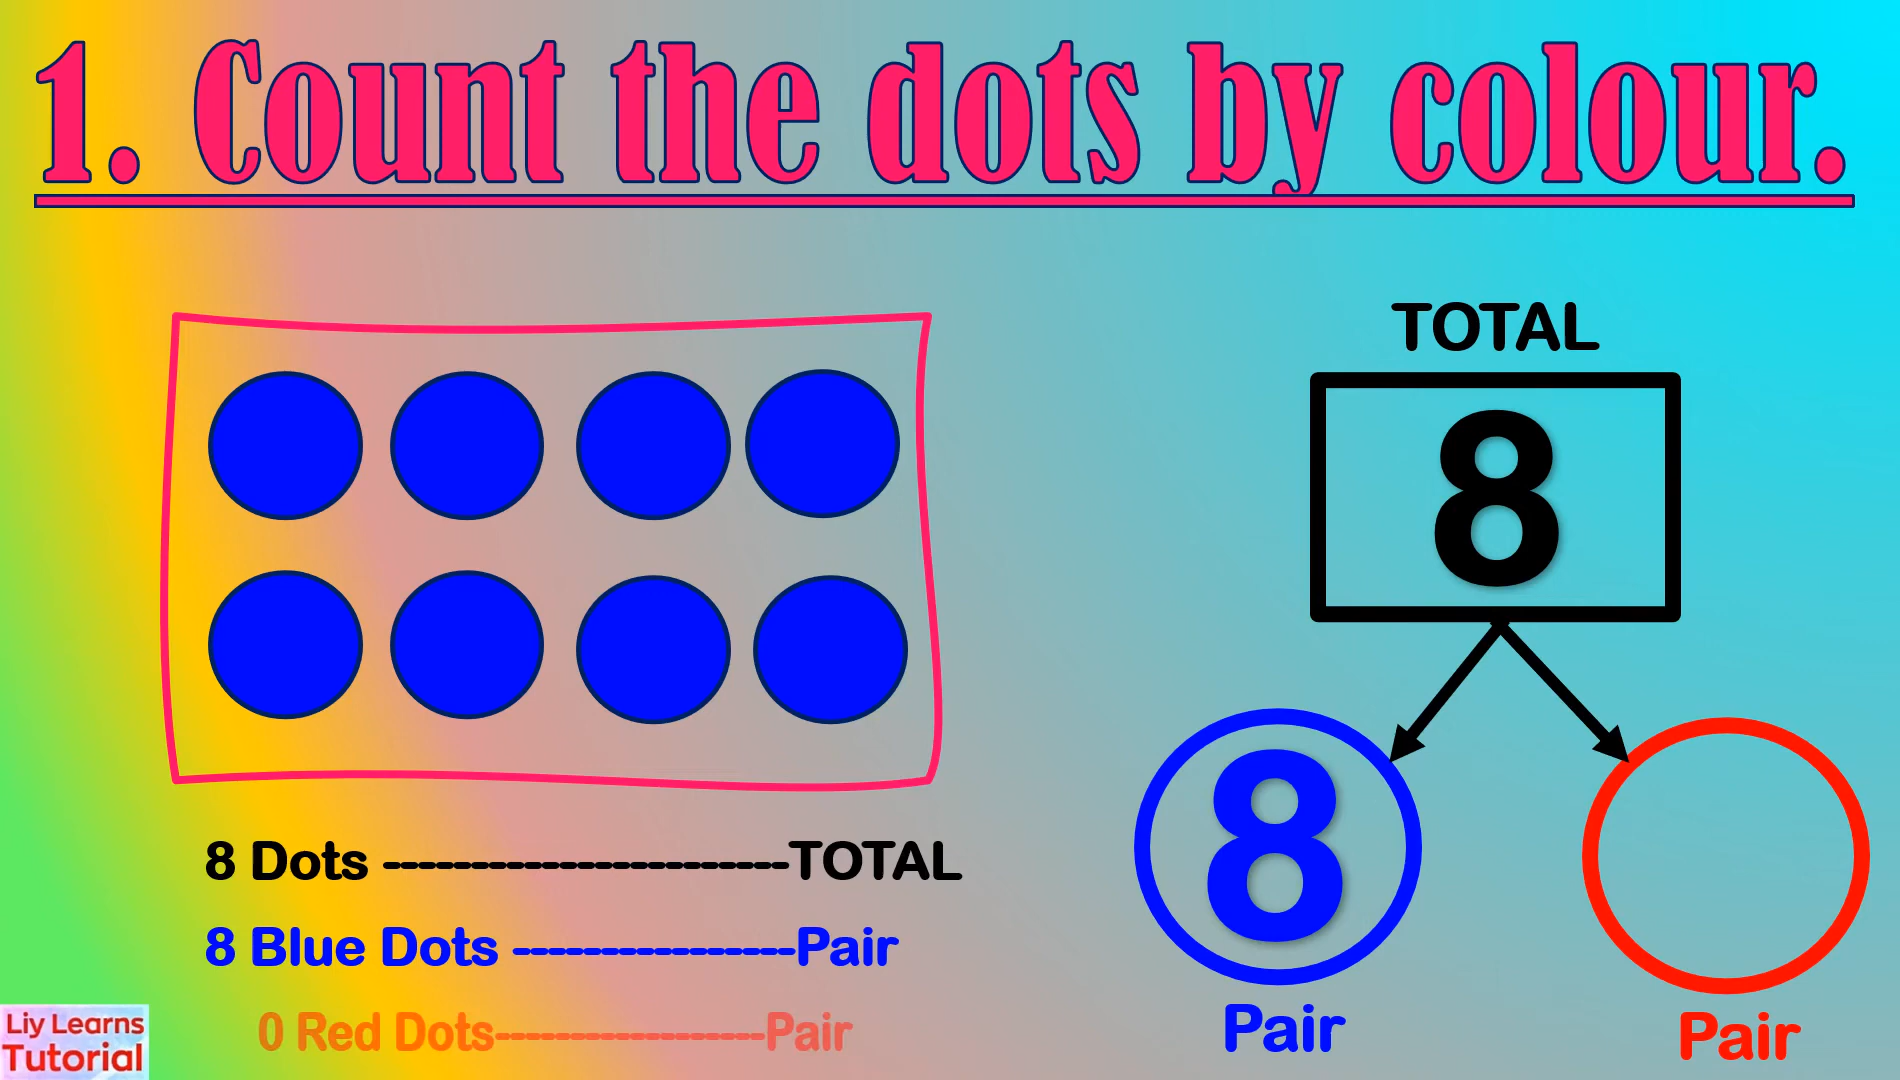 1. Count the dots by colour.
TOTAL
8
8 Dots -----------------------TOTAL
8 Blue Dots ----------------Pair
0 Red Dots-----------------Pair
8
Pair
Pair
Liy Learns
Tutorial